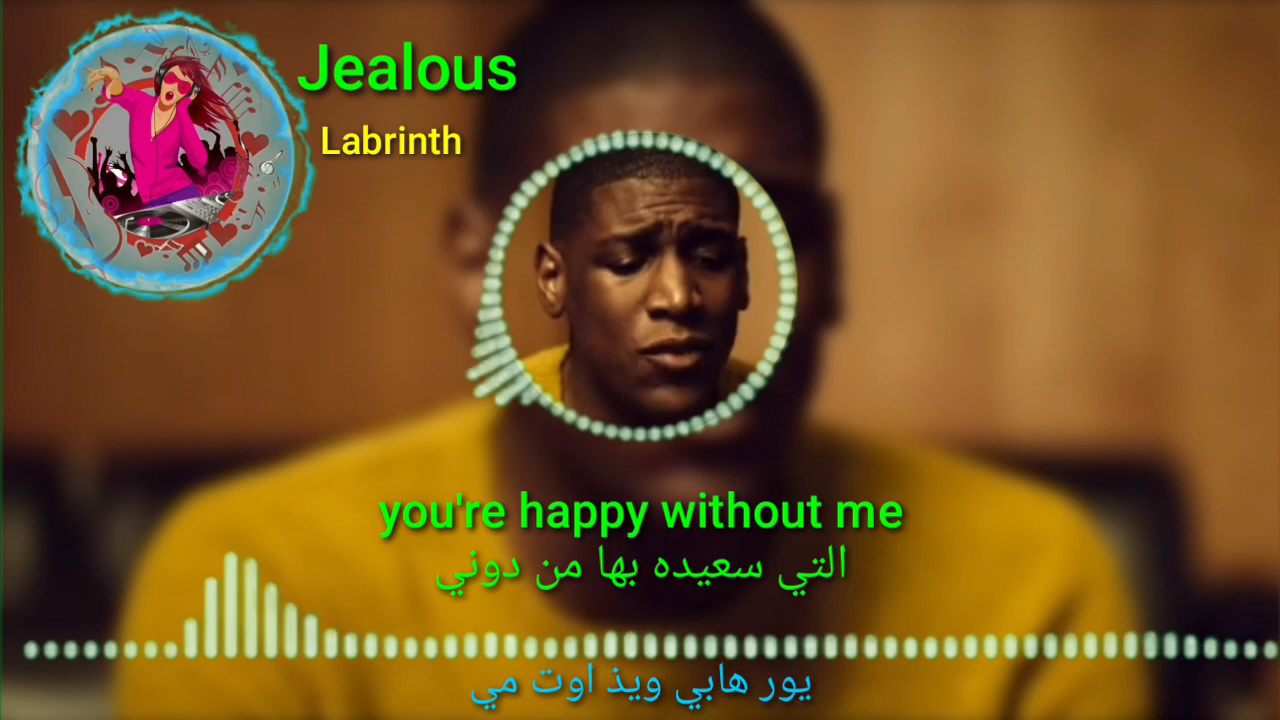 Jealous
Labrinth
you're happy without me
التي سعيده بها من دوني
يور هابي ويذ اوت مي